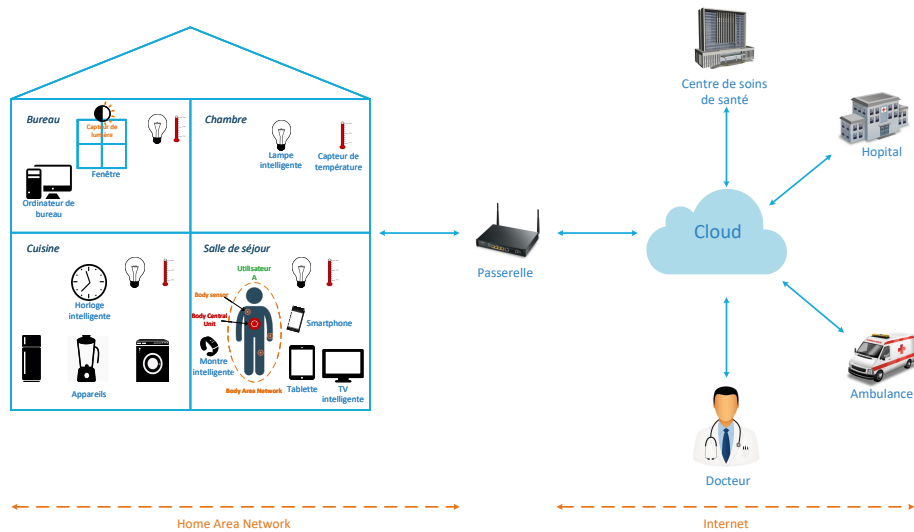 Centre de soins
de santé
Hopital
Bureau
Capteur de
lumière
Fenêtre
Ordinateur de
bureau
Chambre
Lampe
intelligente
Capteur de
température
Cuisine
Horloge
intelligente
Appareils
Salle de séjour
Utilisateur
A
Body sensor
Body Central
Unit
Smartphone
Montre
intelligente
Body Area Network
Tablette
TV
intelligente
Passerelle
Cloud
Ambulance
Docteur
Home Area Network
Internet